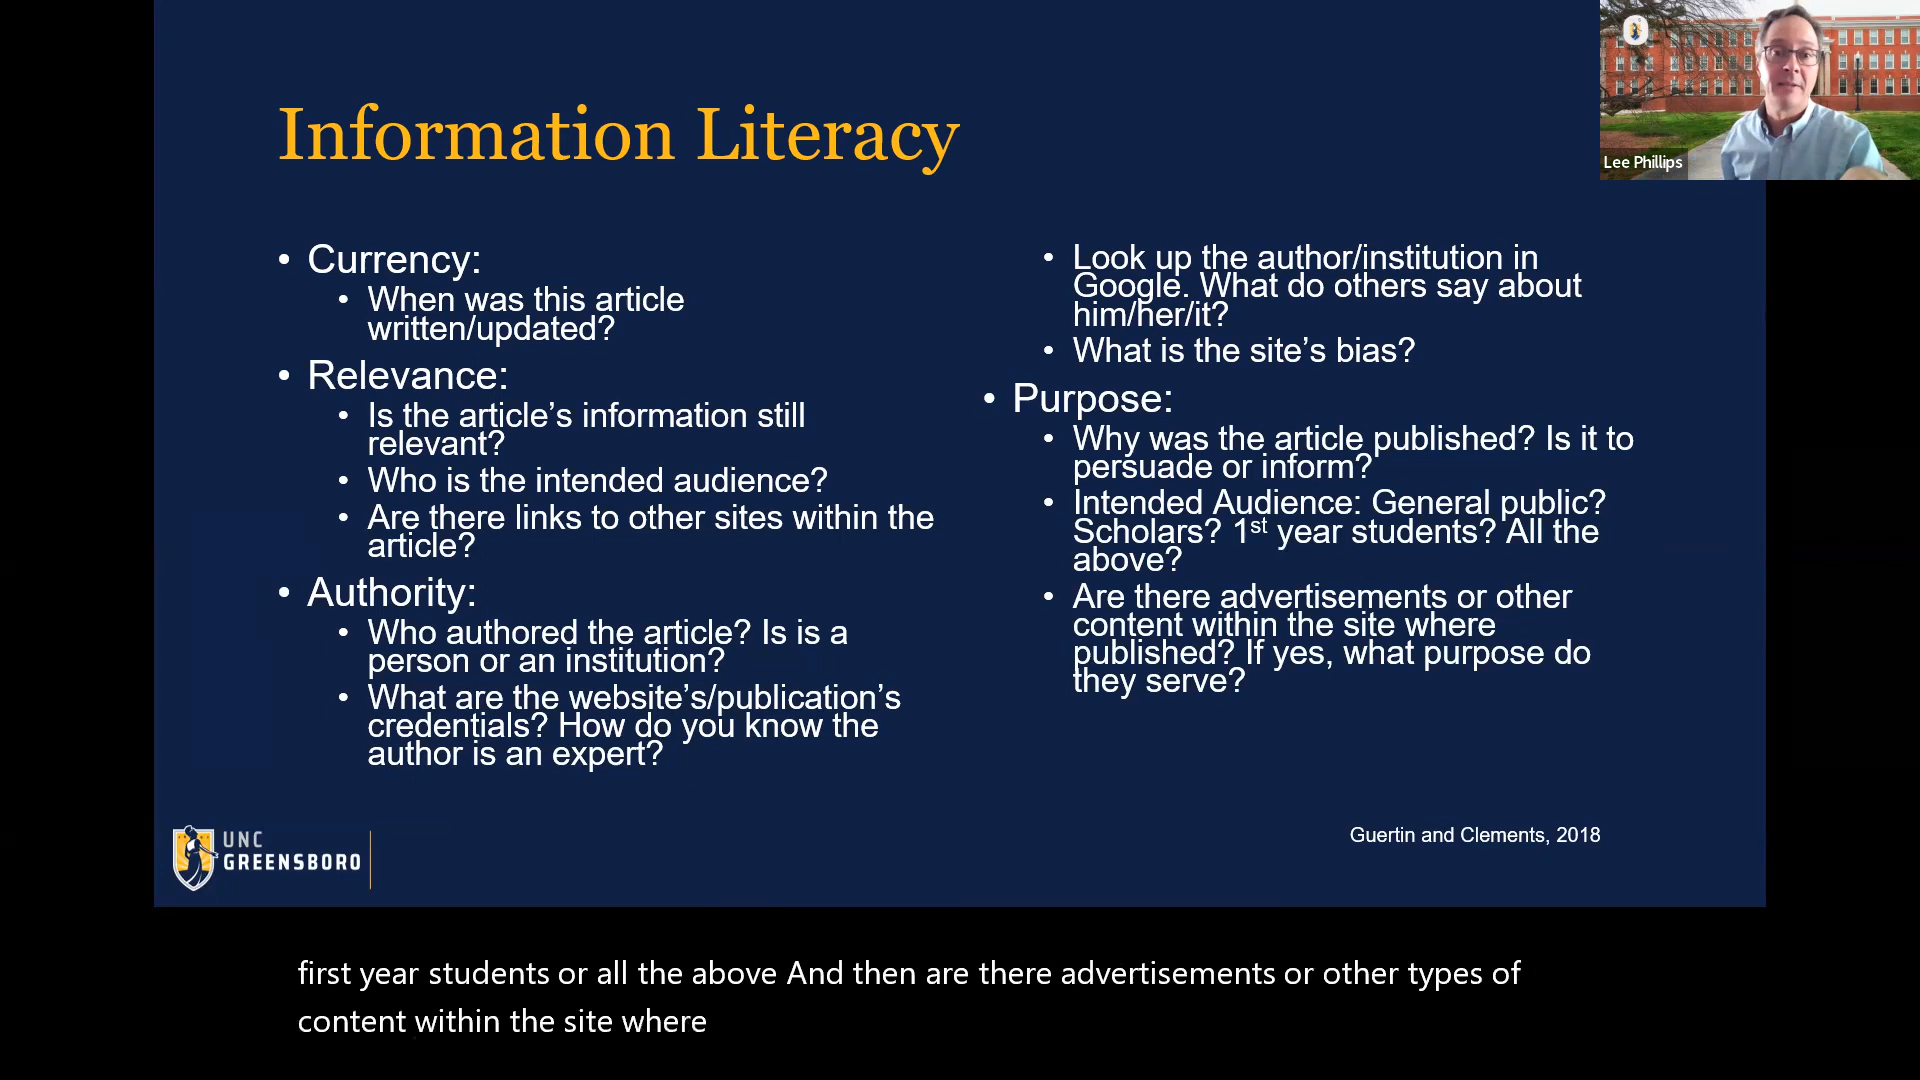 Information Literacy
• Currency:
• When was this article
written/updated?
• Relevance:
• Is the article's information still
relevant?
• Who is the intended audience?
• Are there links to other sites within the
article?
• Authority:
• Who authored the article? Is is a
person or an institution?
• What are the website's/publication's
credentials? How do you know the
author is an expert?
• Look up the author/institution in
Google. What do others say about
him/her/it?
• What is the site's bias?
• Purpose:
• Why was the article published? Is it to
persuade or inform?
• Intended Audience: General public?
Scholars? 1st year students? All the
above?
• Are there advertisements or other
content within the site where
published? If yes, what purpose do
they serve?
Guertin and Clements, 2018
UNC
GREENSBORO
Lee Phillips
first year students or all the above And then are there advertisements or other types of
content within the site where